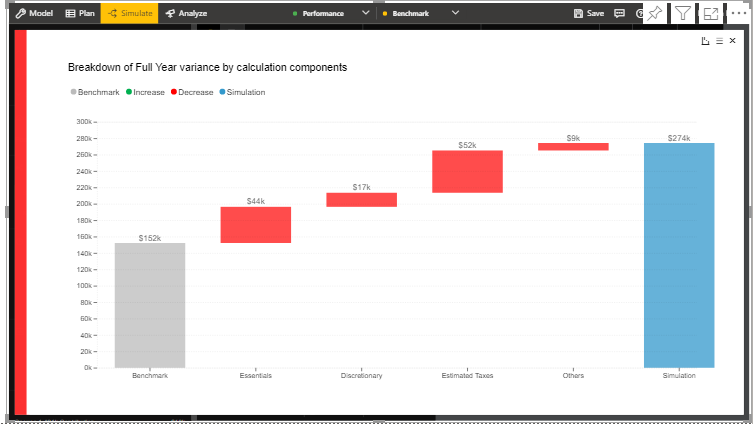 Model Plan Simulate Analyze Performance Benchmark Save
Breakdown of Full Year variance by calculation components
Benchmark Increase Decrease Simulation
300k
280k
260k
240k
220k
200k
180k
160k
140k
120k
100k
80k
60k
40k
20k
0k
$152k
$44k
$17k
$52k
$9k
$274k
Benchmark Essentials Discretionary Estimated Taxes Others Simulation